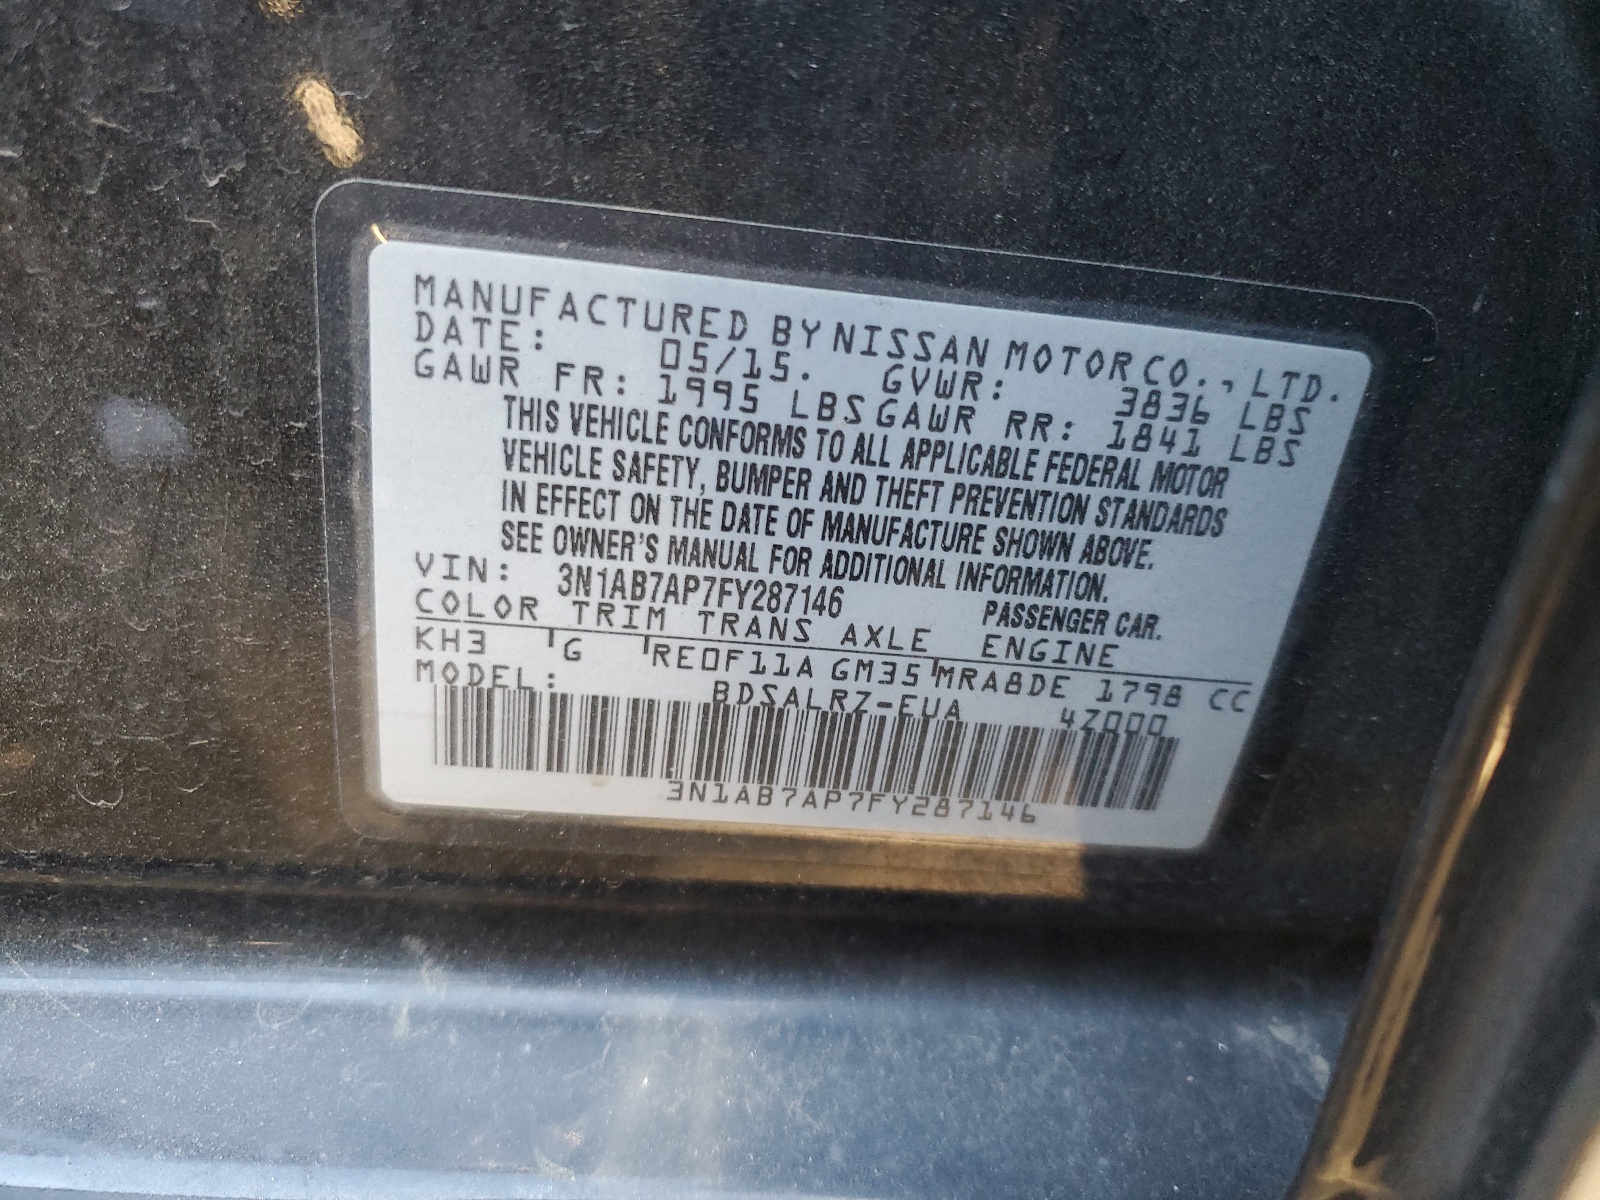 MANUFACTURED BY NISSAN MOTOR CO., LTD.
DATE: 05/15. GVWR: 3836 LBS
GAWR FR: 1995 LBS GAWR RR: 1841 LBS
THIS VEHICLE CONFORMS TO ALL APPLICABLE FEDERAL MOTOR
VEHICLE SAFETY, BUMPER AND THEFT PREVENTION STANDARDS
IN EFFECT ON THE DATE OF MANUFACTURE SHOWN ABOVE.
SEE OWNER'S MANUAL FOR ADDITIONAL INFORMATION.
VIN: 3N1AB7AP7FY287146 PASSENGER CAR.
COLOR TRIM TRANS AXLE ENGINE
KH3 G RE0F11A GM35 MRA8DE 1798 CC
MODEL: BDSALRZ-EUA 4Z000
3N1AB7AP7FY287146